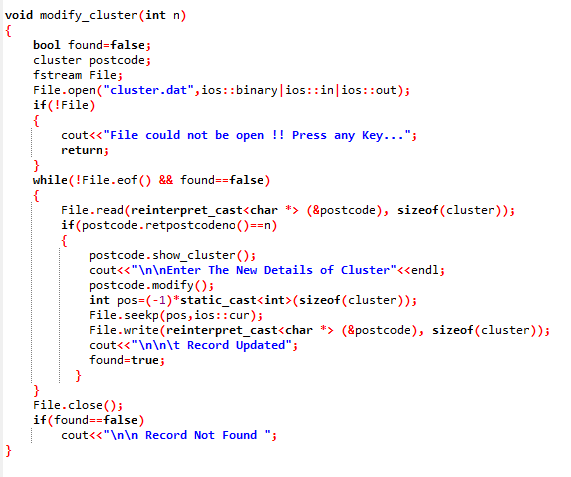 void modify_cluster(int n)
{
    bool found=false;
    cluster postcode;
    fstream File;
    File.open("cluster.dat",ios::binary|ios::in|ios::out);
    if(!File)
    {
        cout<<"File could not be open !! Press any Key...";
        return;
    }
    while(!File.eof() && found==false)
    {
        File.read(reinterpret_cast<char *> (&postcode), sizeof(cluster));
        if(postcode.retpostcodeno()==n)
        {
            postcode.show_cluster();
            cout<<"\n\nEnter The New Details of Cluster"<<endl;
            postcode.modify();
            int pos=(-1)*static_cast<int>(sizeof(cluster));
            File.seekp(pos,ios::cur);
            File.write(reinterpret_cast<char *> (&postcode), sizeof(cluster));
            cout<<"\n\n\t Record Updated";
            found=true;
          }
    }
    File.close();
    if(found==false)
        cout<<"\n\n Record Not Found ";
}